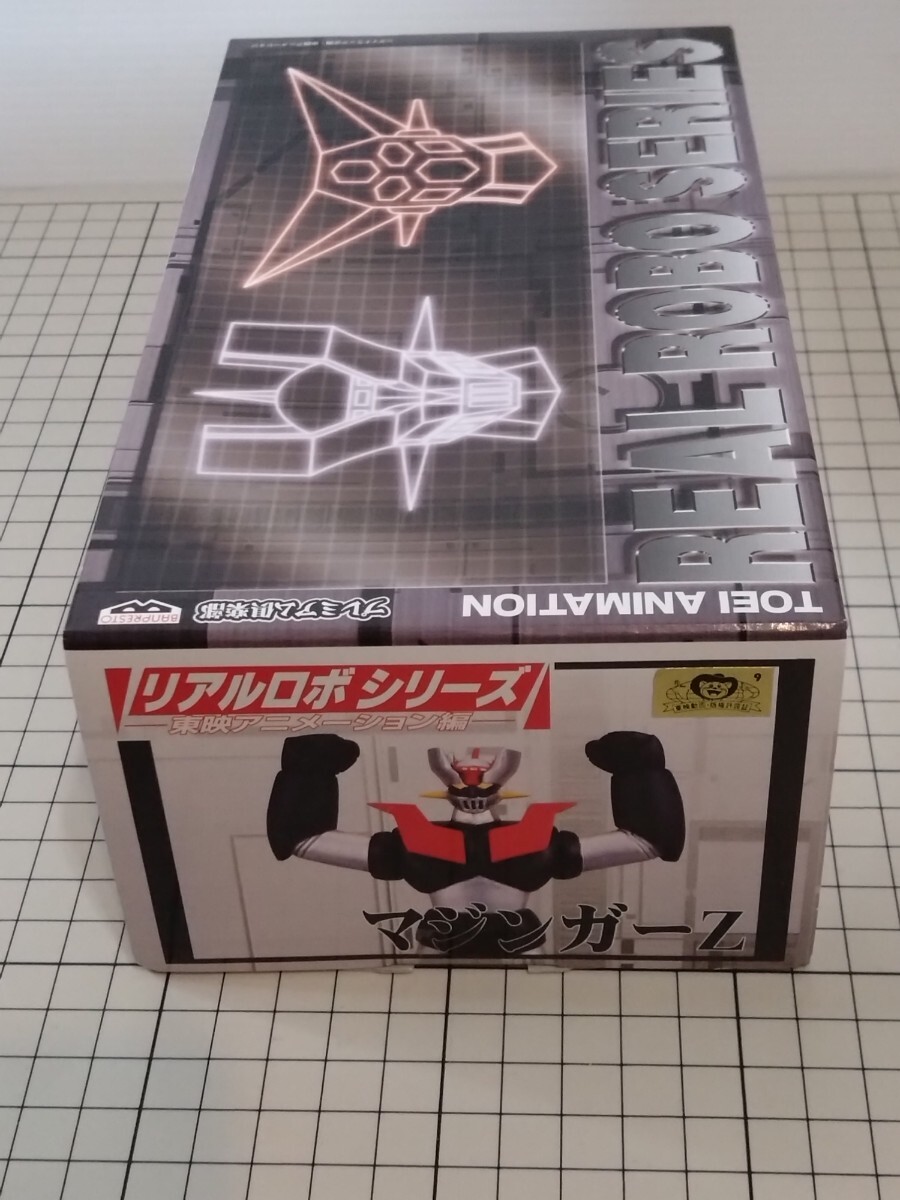 REAL ROBO SERIES
TOEI ANIMATION
プレミアム倶楽部
BANPRESTO
リアルロボ シリーズ
東映アニメーション編
9
マジンガーZ